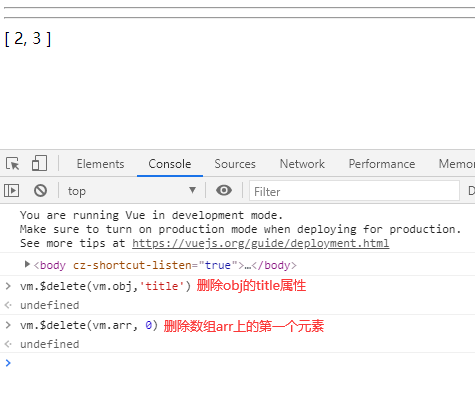 [ 2, 3 ]
Elements Console Sources Network Performance Memo
top ▼ Filter D
You are running Vue in development mode.
Make sure to turn on production mode when deploying for production.
See more tips at https://vuejs.org/guide/deployment.html
▶<body cz-shortcut-listen="true">…</body>
> vm.$delete(vm.obj,'title') 删除obj的title属性
undefined
> vm.$delete(vm.arr, 0) 删除数组arr上的第一个元素
undefined
>